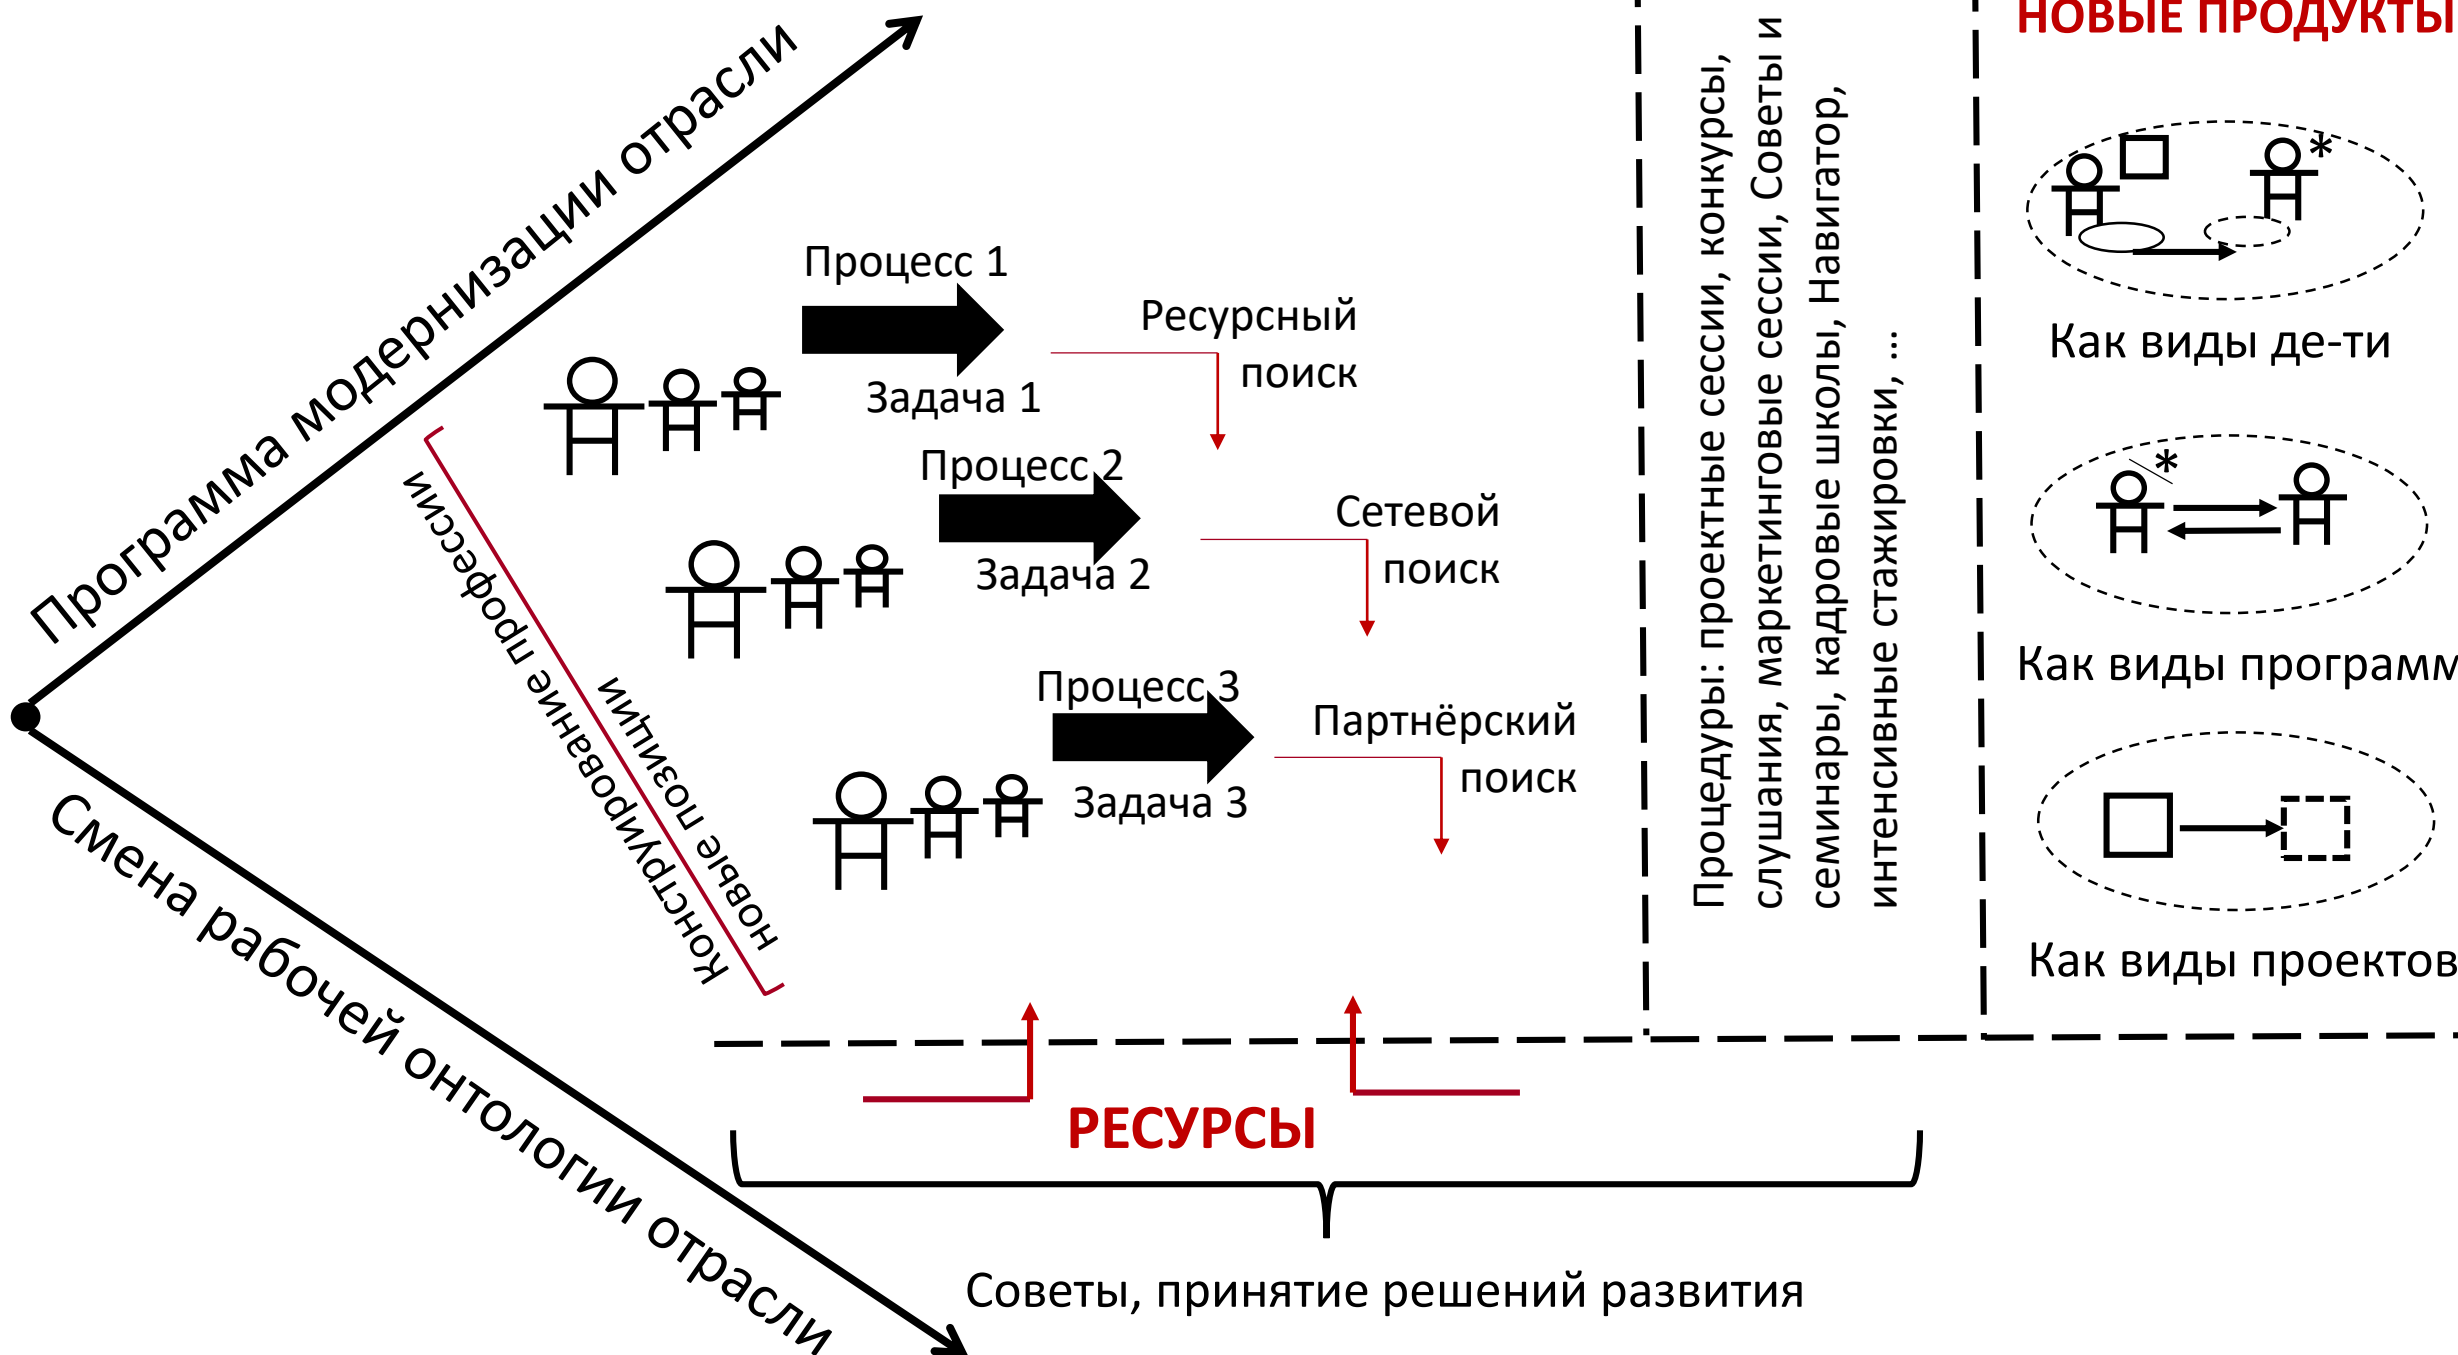 Программа модернизации отрасли
Смена рабочей онтологии отрасли
Конструирование профессии
новые позиции
Процесс 1
Задача 1
Ресурсный
поиск
Процесс 2
Задача 2
Сетевой
поиск
Процесс 3
Задача 3
Партнёрский
поиск
Процедуры: проектные сессии, конкурсы,
слушания, маркетинговые сессии, Советы и
семинары, кадровые школы, Навигатор,
интенсивные стажировки, ...
НОВЫЕ ПРОДУКТЫ
*
Как виды де-ти
*
Как виды программ
Как виды проектов
РЕСУРСЫ
Советы, принятие решений развития